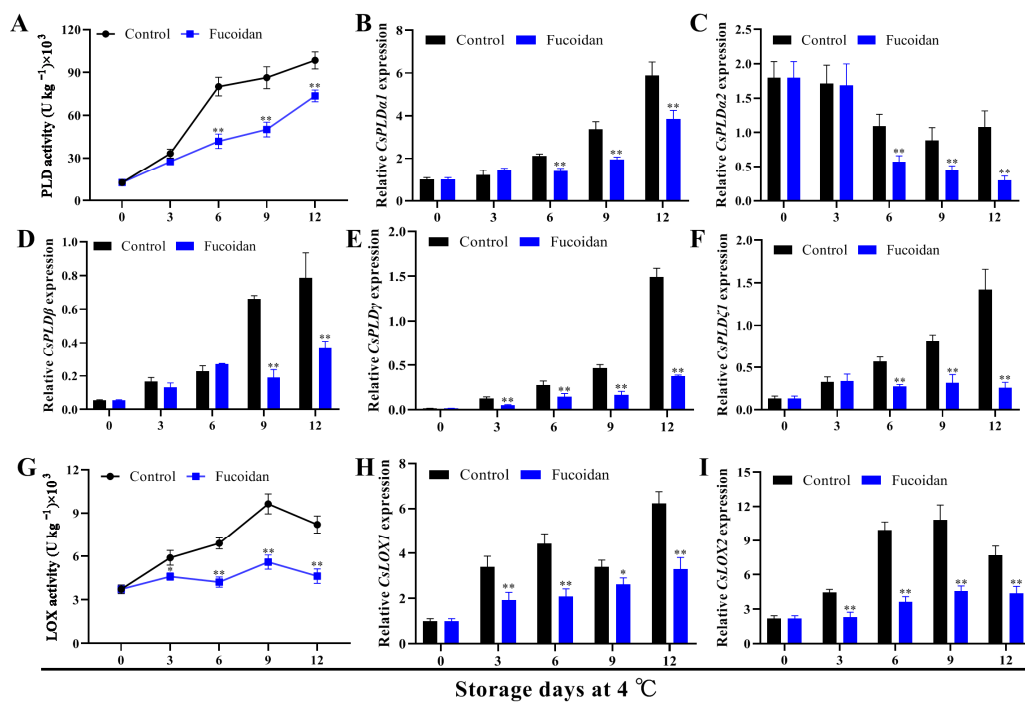 A
Control Fucoidan
PLD activity (U kg ⁻¹)×10³
120
90
60
30
0
** ** **
0 3 6 9 12
B
Control Fucoidan
Relative CsPLDα1 expression
8
6
4
2
0
** ** **
0 3 6 9 12
C
Control Fucoidan
Relative CsPLDα2 expression
2.0
1.5
1.0
0.5
0.0
** ** **
0 3 6 9 12
D
Control Fucoidan
Relative CsPLDβ expression
1.0
0.8
0.6
0.4
0.2
0.0
** **
0 3 6 9 12
E
Control Fucoidan
Relative CsPLDγ expression
2.0
1.5
1.0
0.5
0.0
** ** ** **
0 3 6 9 12
F
Control Fucoidan
Relative CsPLDζ1 expression
2.0
1.5
1.0
0.5
0.0
** ** **
0 3 6 9 12
G
Control Fucoidan
LOX activity (U kg⁻¹)×10³
12
9
6
3
0
* ** ** **
0 3 6 9 12
H
Control Fucoidan
Relative CsLOX1 expression
8
6
4
2
0
** ** * **
0 3 6 9 12
I
Control Fucoidan
Relative CsLOX2 expression
15
12
9
6
3
0
** ** ** **
0 3 6 9 12
Storage days at 4 ℃